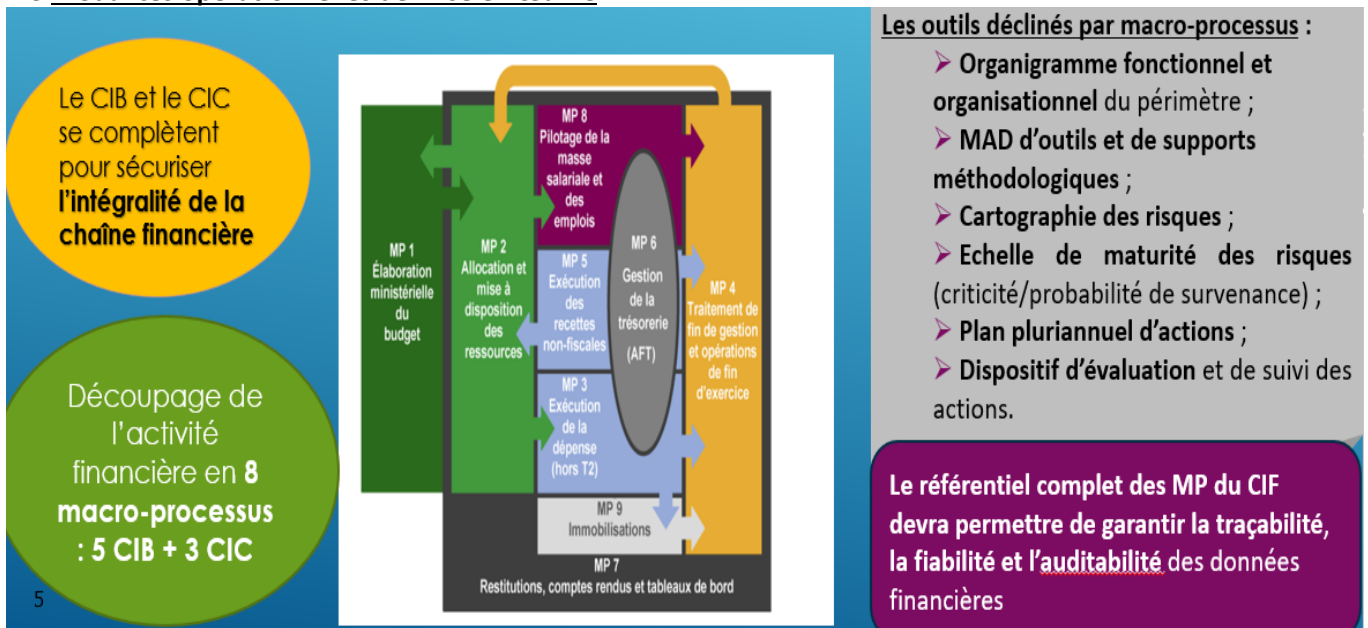 Le CIB et le CIC
se complètent
pour sécuriser
l'intégralité de la
chaîne financière
Découpage de
l'activité
financière en 8
macro-processus
: 5 CIB + 3 CIC
5
MP 1
Élaboration
ministérielle
du
budget
MP 2
Allocation et
mise à
disposition
des
ressources
MP 8
Pilotage de la
masse
salariale et
des
emplois
MP 5
Exécution
des
recettes
non-fiscales
MP 3
Exécution
de la
dépense
(hors T2)
MP 6
Gestion
de la
trésorerie
(AFT)
MP 4
Traitement de
fin de gestion
et opérations
de fin
d'exercice
MP 9
Immobilisations
MP 7
Restitutions, comptes rendus et tableaux de bord
Les outils déclinés par macro-processus :
➤ Organigramme fonctionnel et
organisationnel du périmètre ;
➤ MAD d'outils et de supports
méthodologiques ;
➤ Cartographie des risques ;
➤ Echelle de maturité des risques
(criticité/probabilité de survenance) ;
➤ Plan pluriannuel d'actions ;
➤ Dispositif d'évaluation et de suivi des
actions.
Le référentiel complet des MP du CIF
devra permettre de garantir la traçabilité,
la fiabilité et l'auditabilité des données
financières